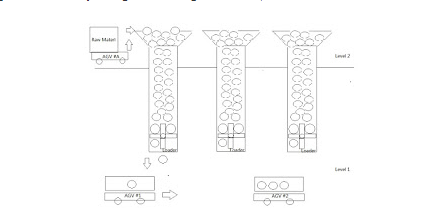 Raw Materi
AGV #A
Level 2
Loader
Loader
Loader
Level 1
AGV #1
AGV #2